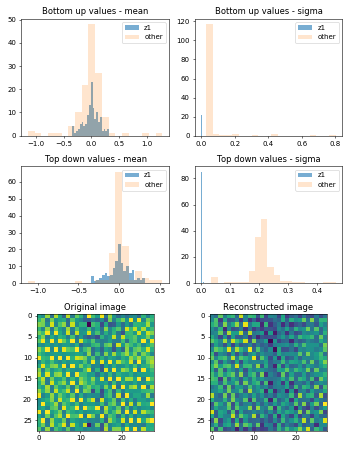 Bottom up values - mean
Bottom up values - sigma
50
40
30
20
10
0
z1
other
-1.0 -0.5 0.0 0.5 1.0
120
100
80
60
40
20
0
z1
other
0.0 0.2 0.4 0.6 0.8
Top down values - mean
Top down values - sigma
60
50
40
30
20
10
0
z1
other
-1.0 -0.5 0.0 0.5
80
60
40
20
0
z1
other
0.0 0.1 0.2 0.3 0.4
Original image
Reconstructed image
0
5
10
15
20
25
0 10 20
0
5
10
15
20
25
0 10 20